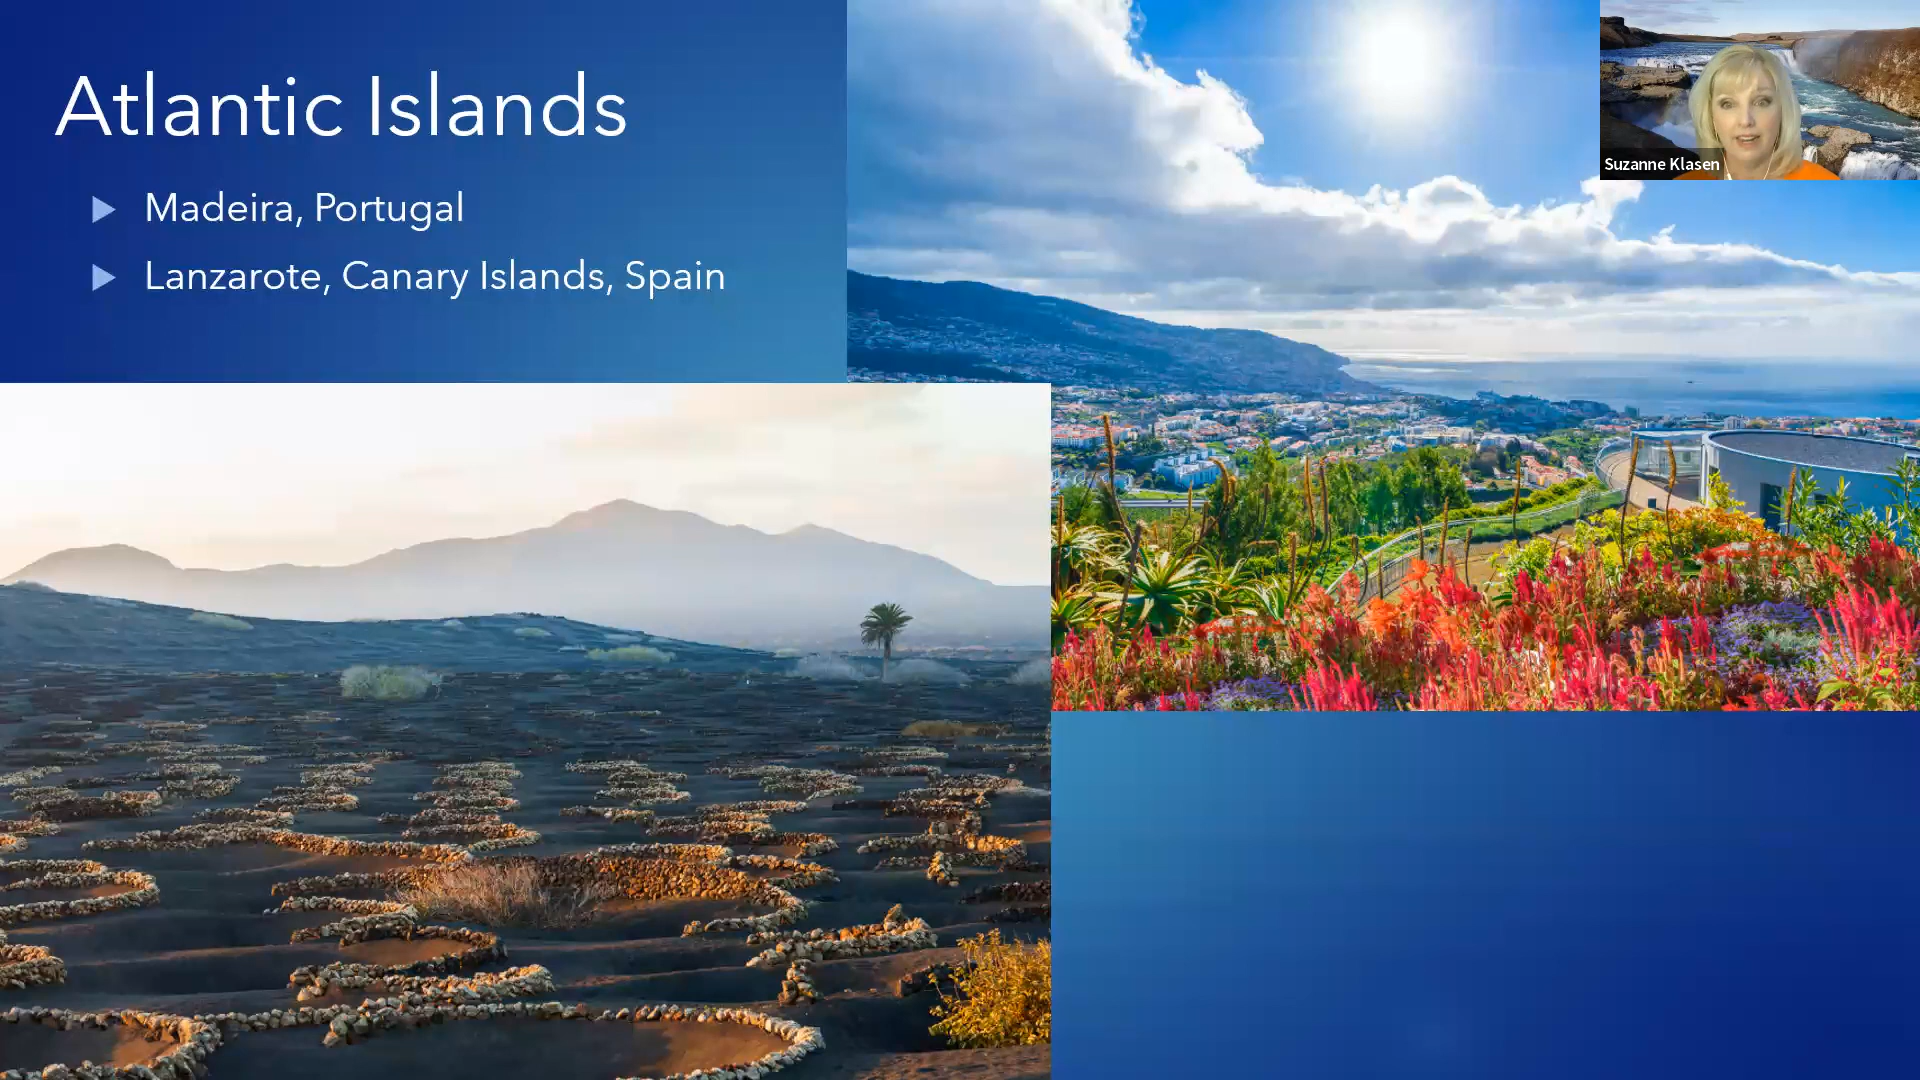 Atlantic Islands
Madeira, Portugal
Lanzarote, Canary Islands, Spain
Suzanne Klasen